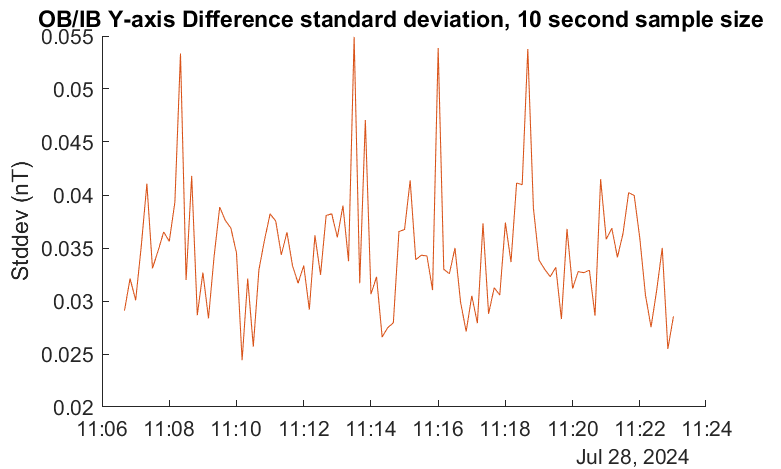 OB/IB Y-axis Difference standard deviation, 10 second sample size
0.055
0.05
0.045
0.04
0.035
0.03
0.025
0.02
Stddev (nT)
11:06 11:08 11:10 11:12 11:14 11:16 11:18 11:20 11:22 11:24
Jul 28, 2024